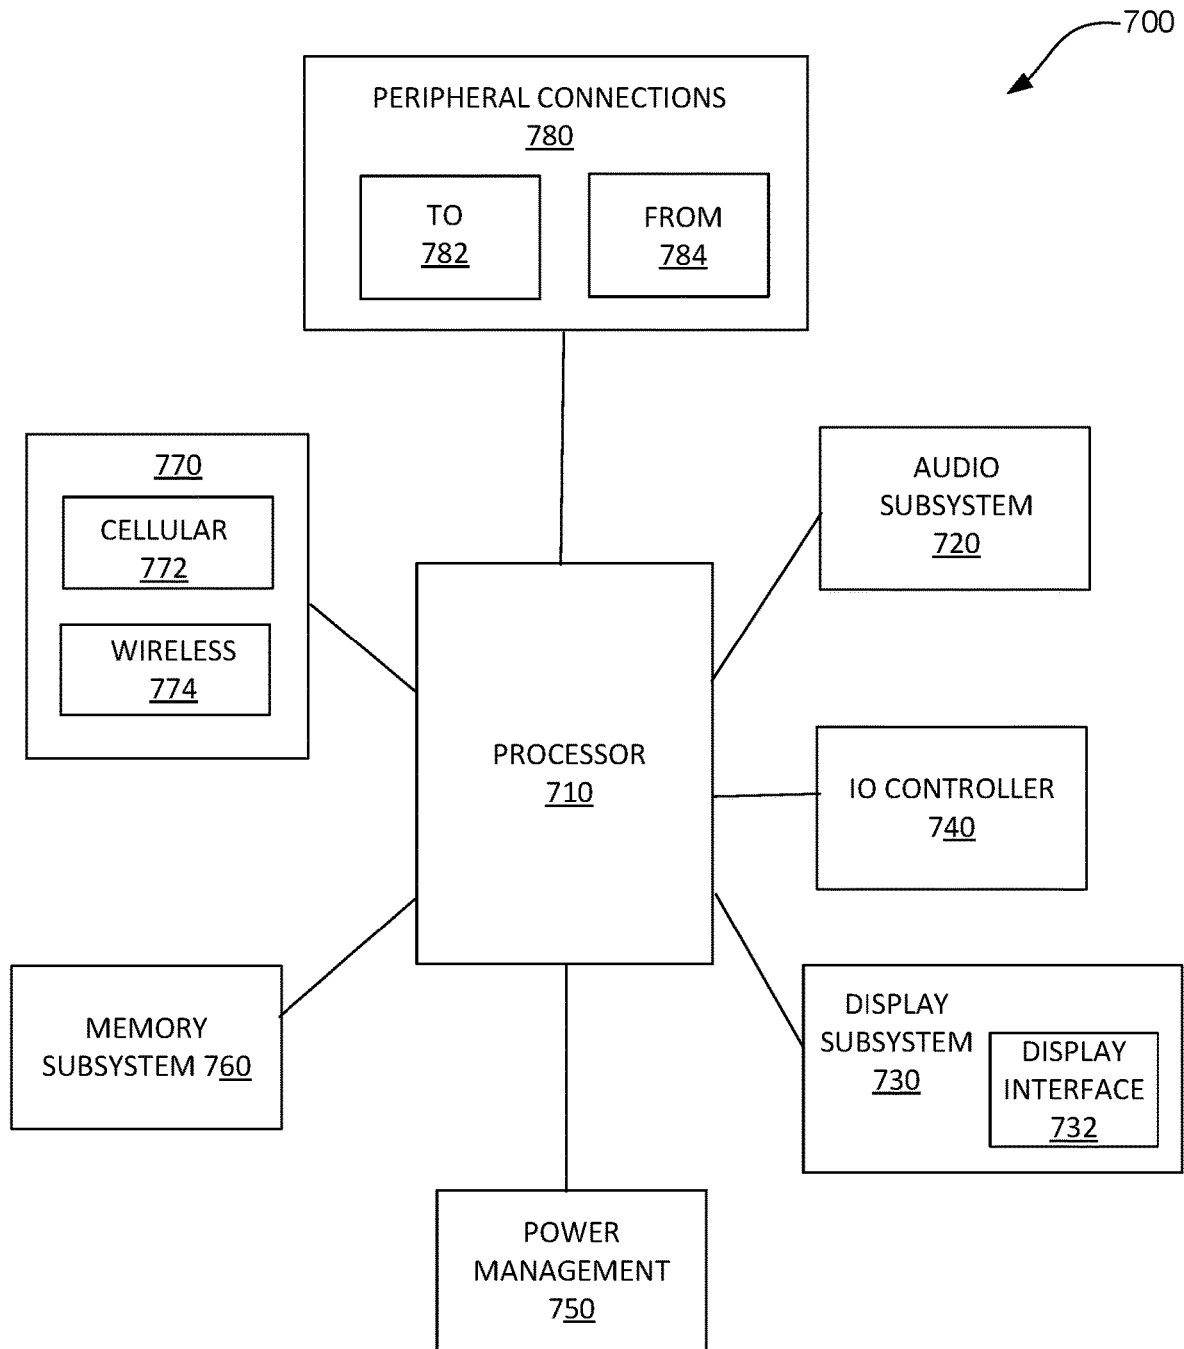 700
PERIPHERAL CONNECTIONS
780
TO
782
FROM
784
770
CELLULAR
772
WIRELESS
774
AUDIO
SUBSYSTEM
720
PROCESSOR
710
IO CONTROLLER
740
MEMORY
SUBSYSTEM 760
DISPLAY
SUBSYSTEM
730
DISPLAY
INTERFACE
732
POWER
MANAGEMENT
750